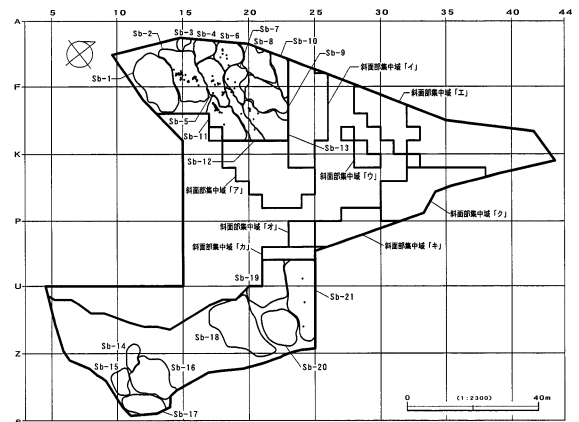 5 10 15 20 25 30 35 40 44
A
F
K
P
U
Z
e
Sb-1
Sb-2
Sb-3
Sb-4
Sb-6
Sb-7
Sb-8
Sb-10
Sb-9
Sb-5
Sb-11
Sb-12
Sb-13
斜面部集中域「イ」
斜面部集中域「エ」
斜面部集中域「ア」
斜面部集中域「ウ」
斜面部集中域「オ」
斜面部集中域「ク」
斜面部集中域「カ」
斜面部集中域「キ」
Sb-19
Sb-21
Sb-18
Sb-20
Sb-14
Sb-15
Sb-16
Sb-17
0 (1:2300) 40m